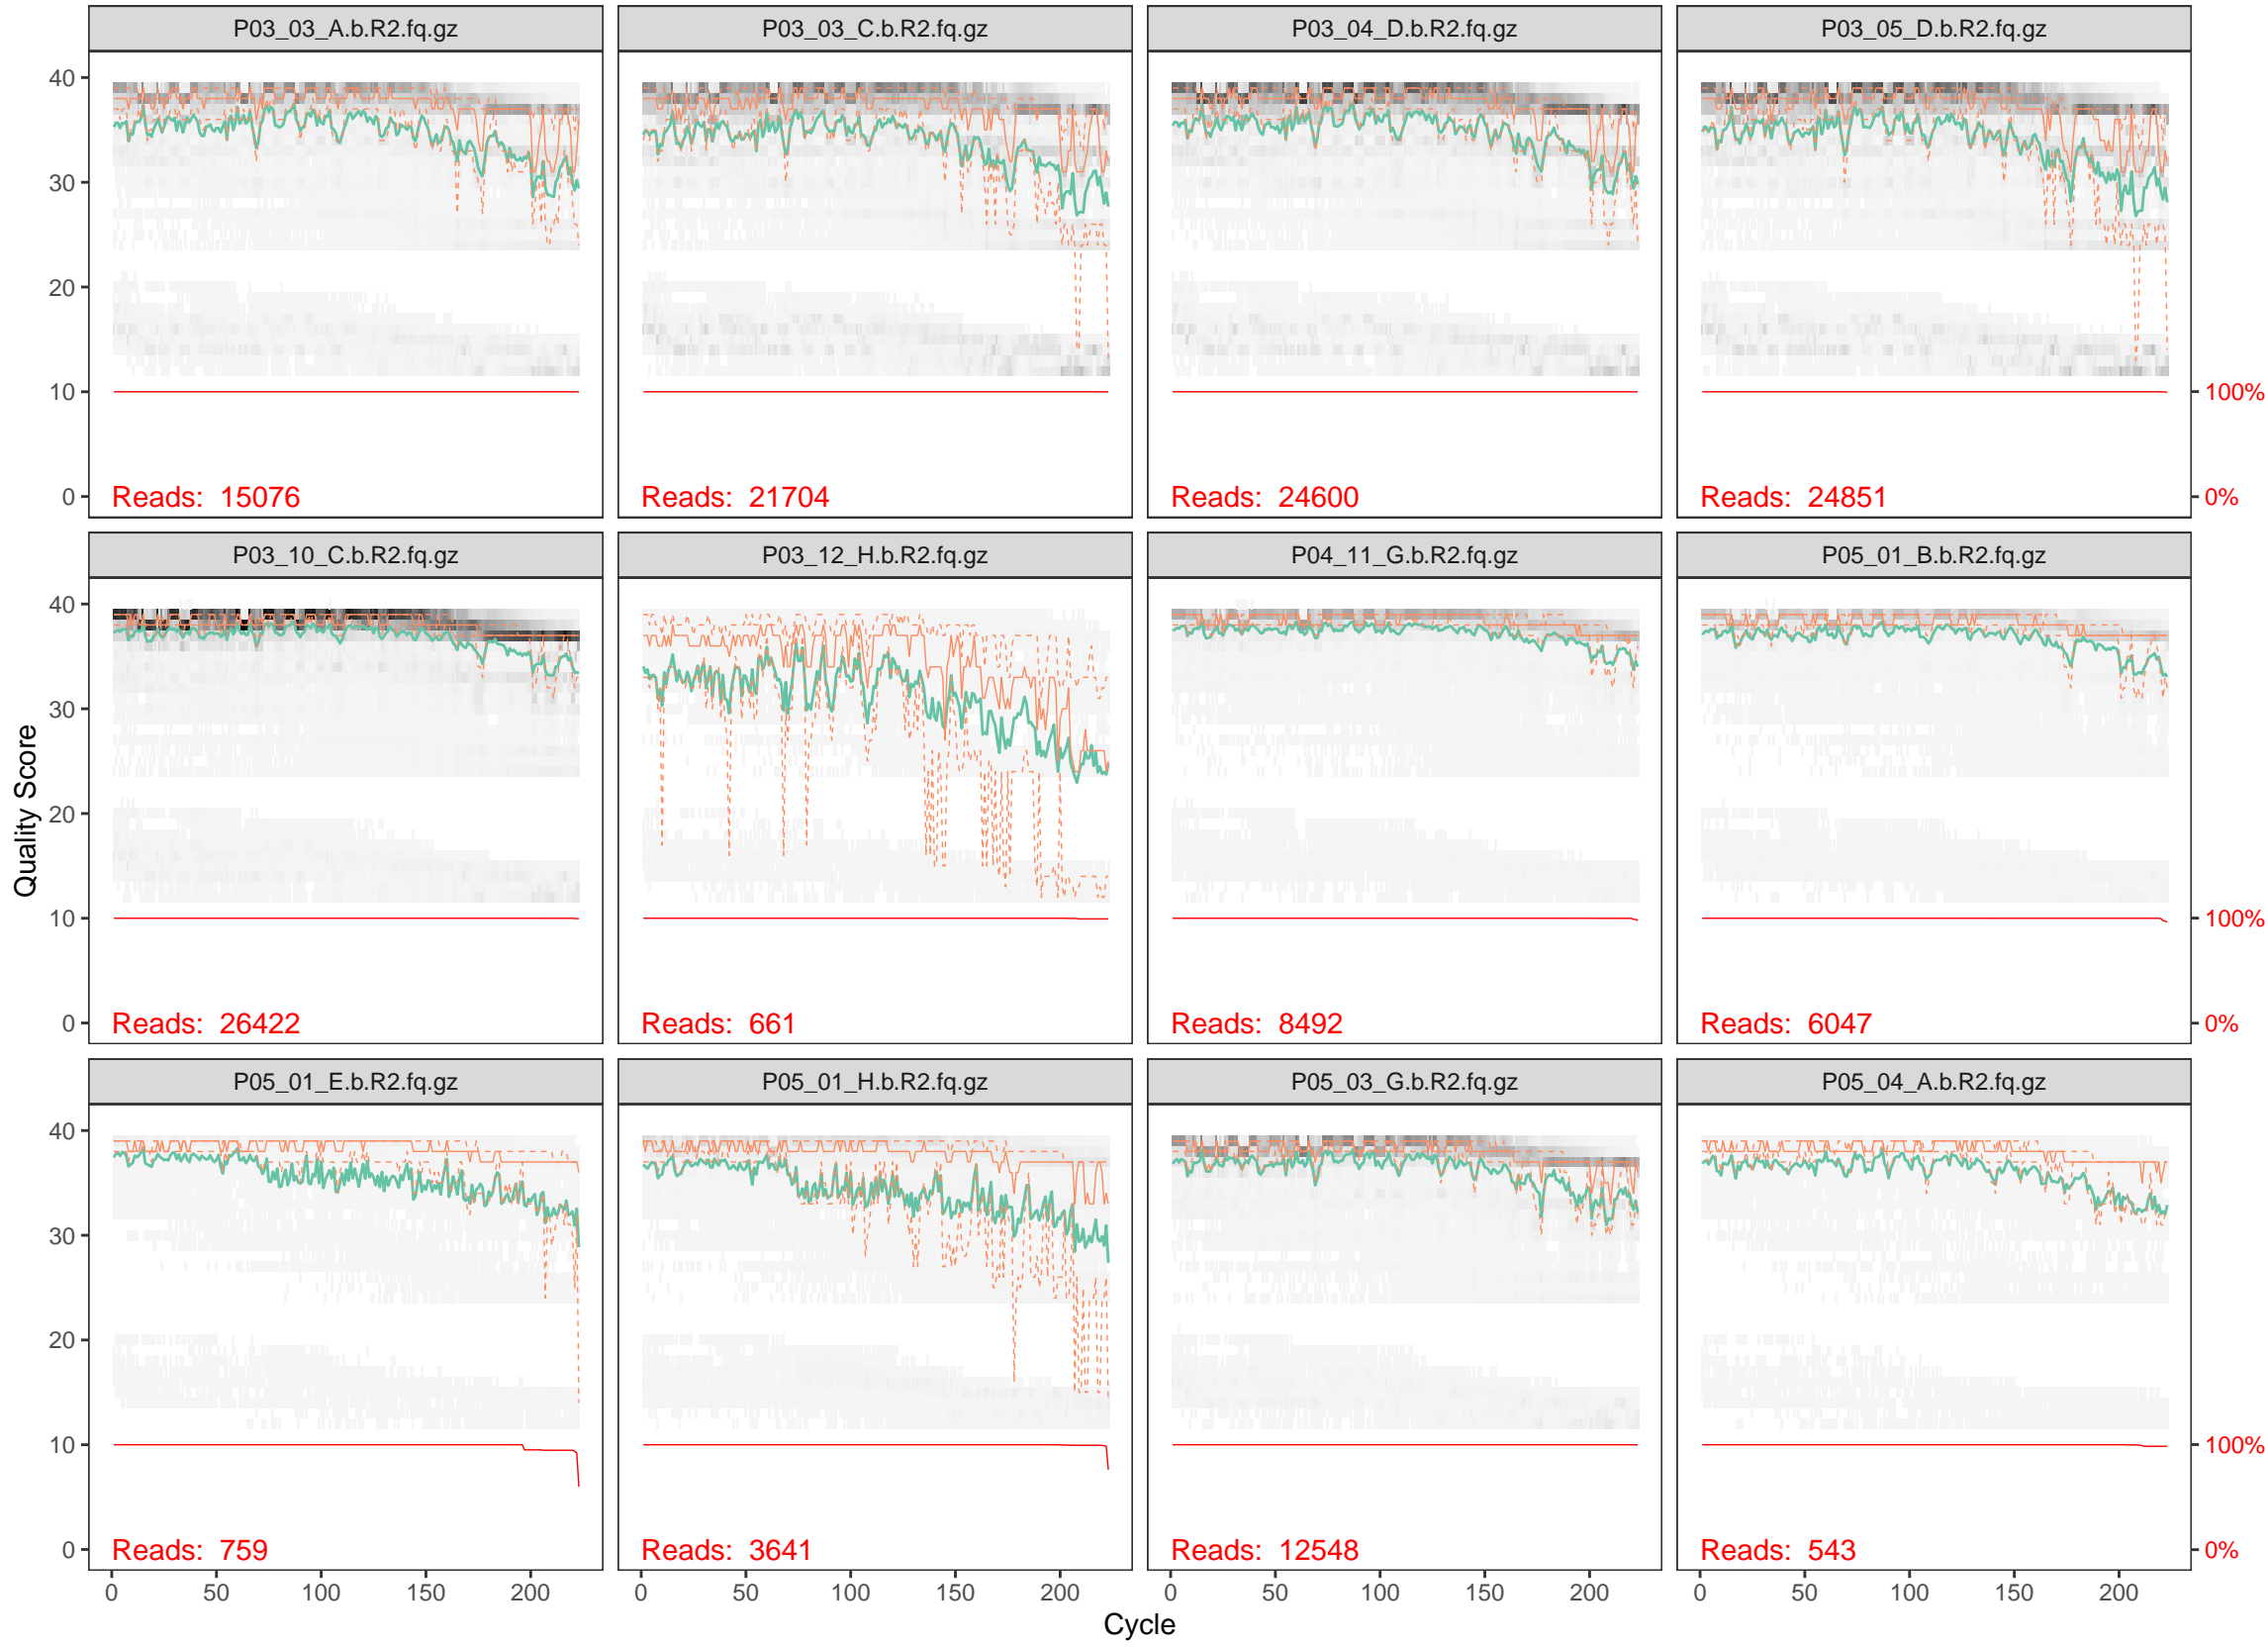 P03_03_A.b.R2.fq.gz
P03_03_C.b.R2.fq.gz
P03_04_D.b.R2.fq.gz
P03_05_D.b.R2.fq.gz
40
30
20
10
0
Reads: 15076
Reads: 21704
Reads: 24600
Reads: 24851
100%
0%
P03_10_C.b.R2.fq.gz
P03_12_H.b.R2.fq.gz
P04_11_G.b.R2.fq.gz
P05_01_B.b.R2.fq.gz
Quality Score
40
30
20
10
0
Reads: 26422
Reads: 661
Reads: 8492
Reads: 6047
100%
0%
P05_01_E.b.R2.fq.gz
P05_01_H.b.R2.fq.gz
P05_03_G.b.R2.fq.gz
P05_04_A.b.R2.fq.gz
40
30
20
10
0
Reads: 759
Reads: 3641
Reads: 12548
Reads: 543
100%
0%
0 50 100 150 200
0 50 100 150 200
0 50 100 150 200
0 50 100 150 200
Cycle